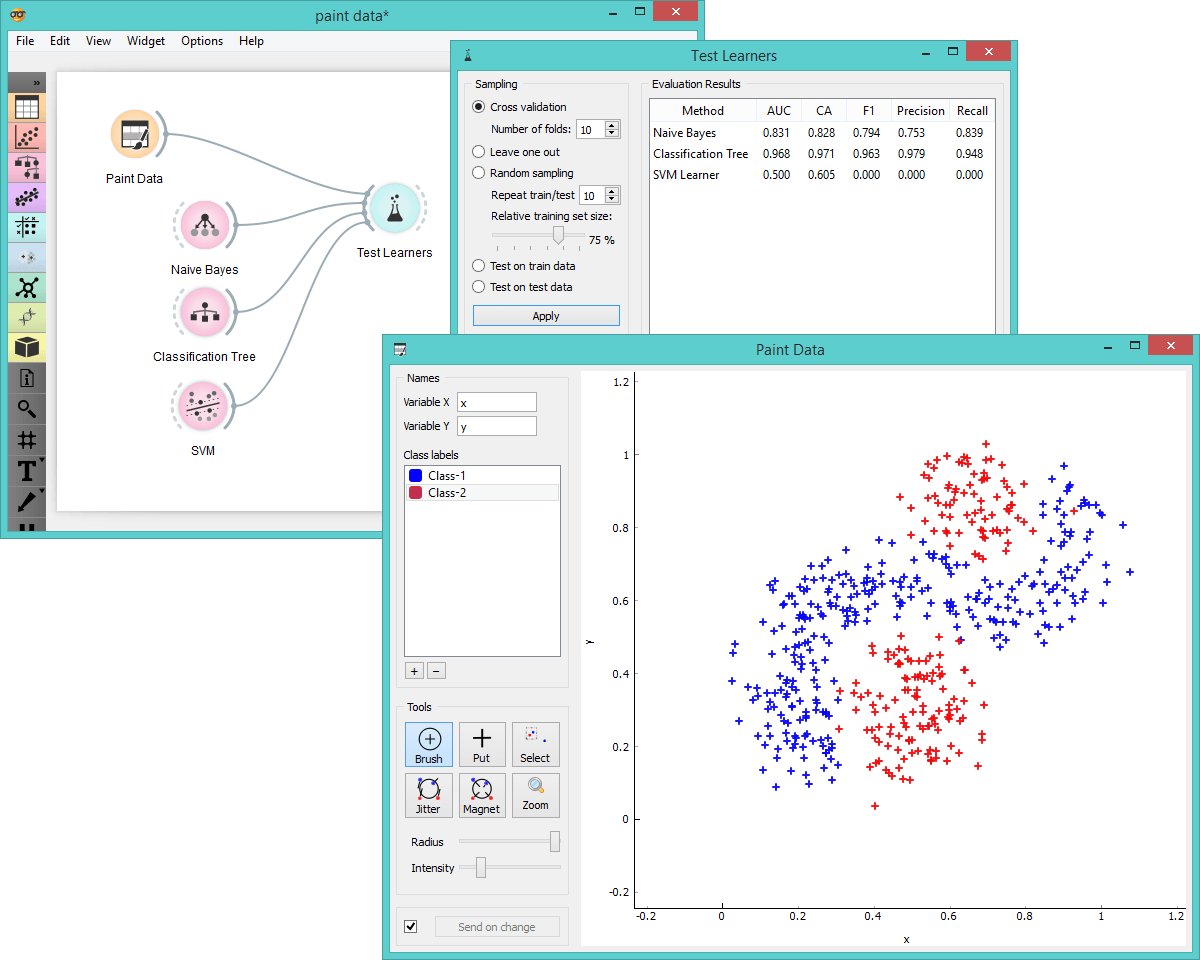 paint data*
File Edit View Widget Options Help
»
Paint Data
Naive Bayes
Classification Tree
SVM
Test Learners
T
Test Learners
Sampling
Cross validation
Number of folds: 10
Leave one out
Random sampling
Repeat train/test 10
Relative training set size:
75 %
Test on train data
Test on test data
Apply
Evaluation Results
Method AUC CA F1 Precision Recall
Naive Bayes 0.831 0.828 0.794 0.753 0.839
Classification Tree 0.968 0.971 0.963 0.979 0.948
SVM Learner 0.500 0.605 0.000 0.000 0.000
Paint Data
Names
Variable X x
Variable Y y
Class labels
Class-1
Class-2
+ −
Tools
Brush Put Select
Jitter Magnet Zoom
Radius
Intensity
Send on change
1.2
1
0.8
0.6
0.4
0.2
0
-0.2
y
-0.2 0 0.2 0.4 0.6 0.8 1 1.2
x